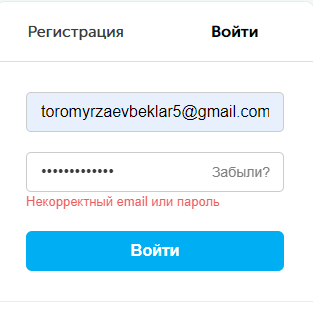 Регистрация Войти
toromyrzaevbeklar5@gmail.com
••••••••••••• Забыли?
Некорректный email или пароль
Войти